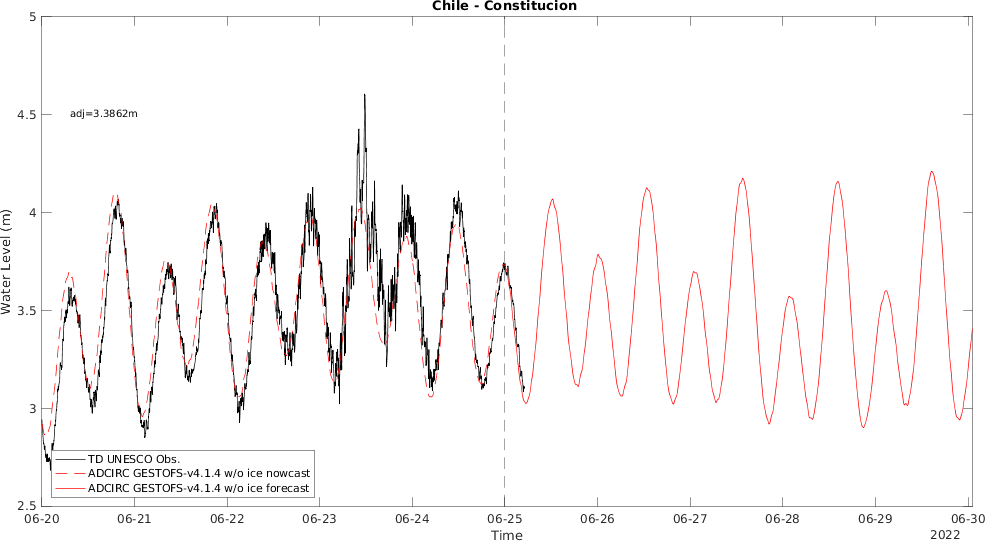 Chile - Constitucion
5
4.5
4
3.5
3
2.5
Water Level (m)
adj=3.3862m
TD UNESCO Obs.
ADCIRC GESTOFS-v4.1.4 w/o ice nowcast
ADCIRC GESTOFS-v4.1.4 w/o ice forecast
06-20 06-21 06-22 06-23 06-24 06-25 06-26 06-27 06-28 06-29 06-30
Time
2022